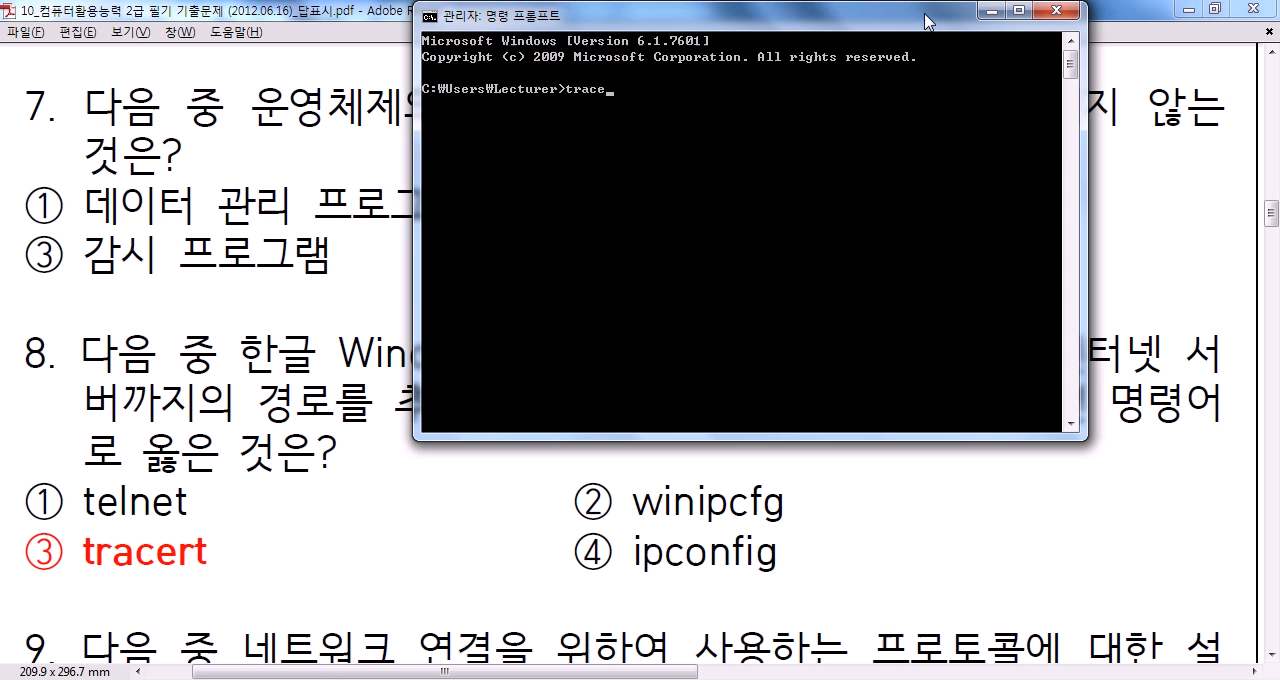 10_컴퓨터활용능력 2급 필기 기출문제 (2012.06.16)_답표시.pdf - Adobe R
관리자: 명령 프롬프트
파일(F) 편집(E) 보기(V) 창(W) 도움말(H)
Microsoft Windows [Version 6.1.7601]
Copyright (c) 2009 Microsoft Corporation. All rights reserved.
C:₩Users₩Lecturer>trace_
7. 다음 중 운영체제의 지 않는
것은?
① 데이터 관리 프로그
③ 감시 프로그램
8. 다음 중 한글 Wind 터넷 서
버까지의 경로를 추 명령어
로 옳은 것은?
① telnet ② winipcfg
③ tracert ④ ipconfig
9. 다음 중 네트워크 연결을 위하여 사용하는 프로토콜에 대한 설
209.9 x 296.7 mm